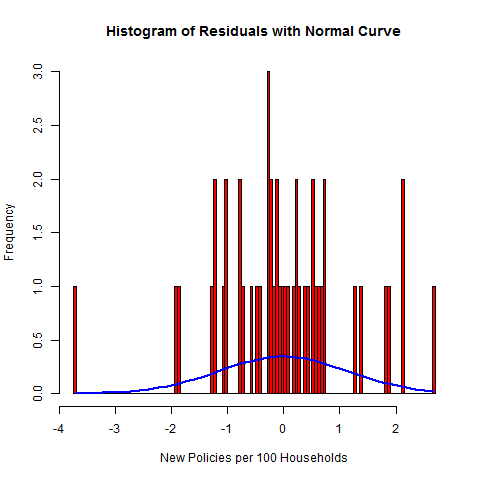 Histogram of Residuals with Normal Curve
Frequency
3.0
2.5
2.0
1.5
1.0
0.5
0.0
-4 -3 -2 -1 0 1 2
New Policies per 100 Households